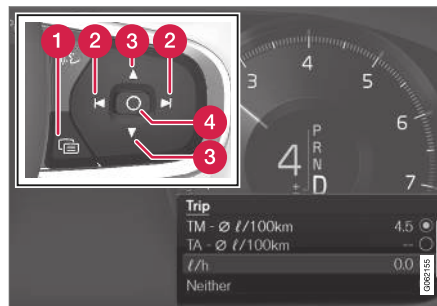 1
2
3
2
4
3
3
4
5
6
7
4
P
R
N
± D
Trip
TM - Ø ℓ/100km 4.5
TA - Ø ℓ/100km --
ℓ/h 0.0
Neither
G062155